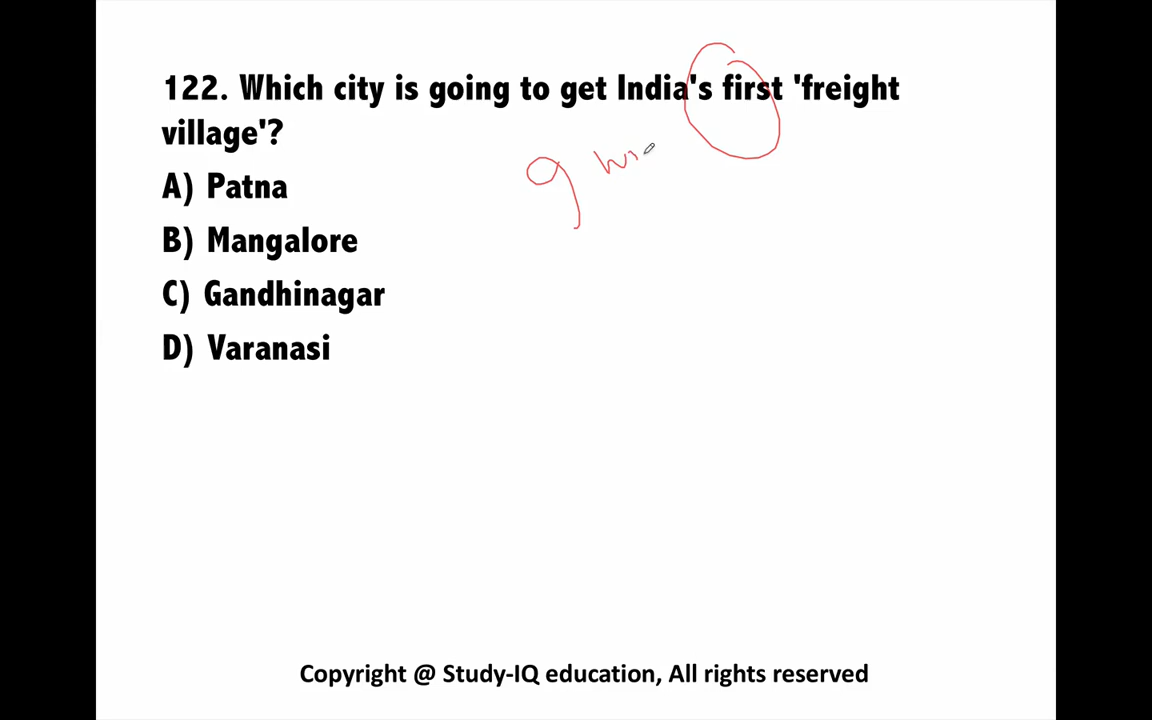 122. Which city is going to get India's first 'freight
village'?
A) Patna
B) Mangalore
C) Gandhinagar
D) Varanasi
Copyright @ Study-IQ education, All rights reserved